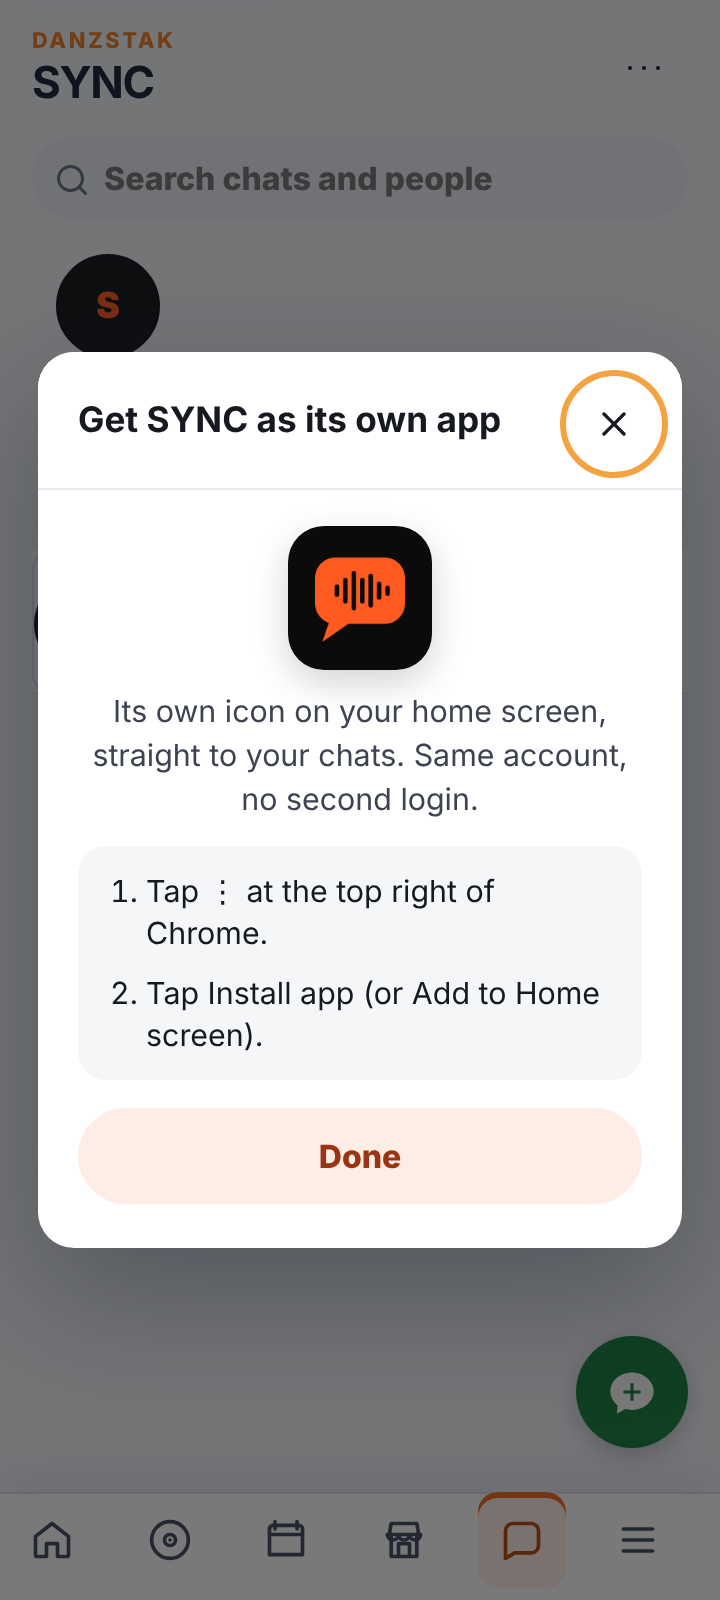 DANZSTAK
SYNC
Search chats and people
S
Get SYNC as its own app
Its own icon on your home screen,
straight to your chats. Same account,
no second login.
1. Tap ⋮ at the top right of
Chrome.
2. Tap Install app (or Add to Home
screen).
Done